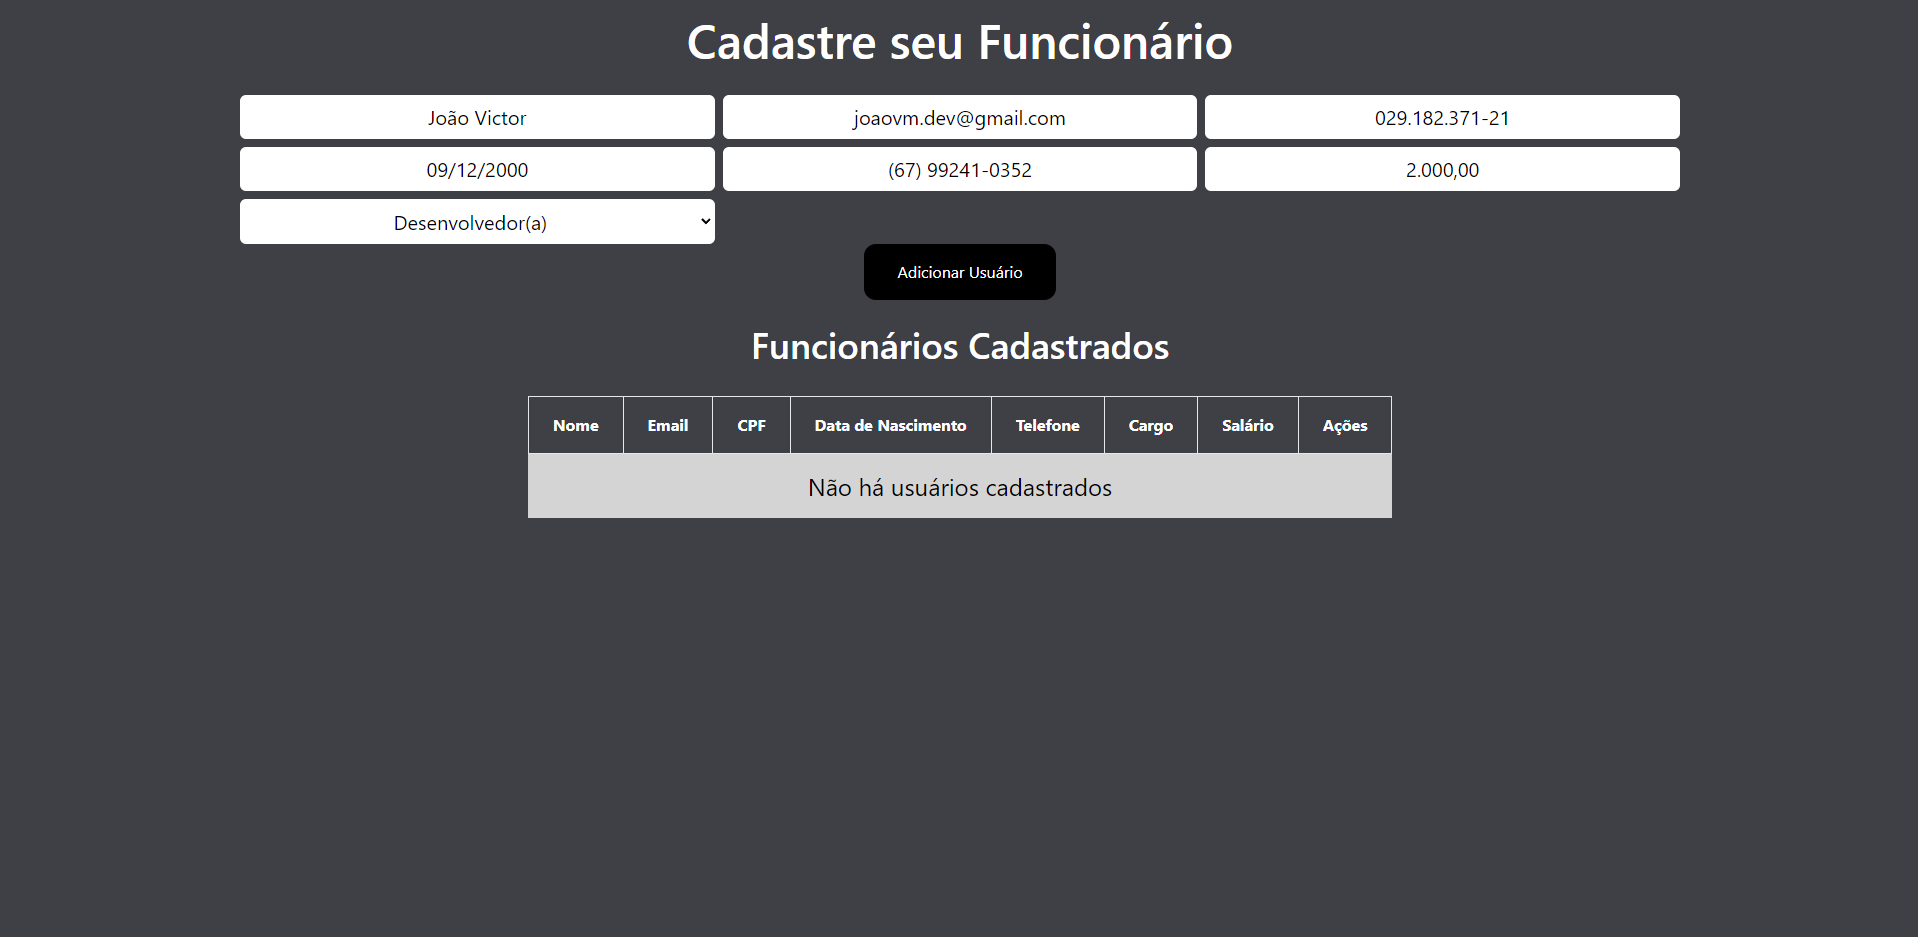 Cadastre seu Funcionário
João Victor joaovm.dev@gmail.com 029.182.371-21
09/12/2000 (67) 99241-0352 2.000,00
Desenvolvedor(a)
Adicionar Usuário
Funcionários Cadastrados
Nome Email CPF Data de Nascimento Telefone Cargo Salário Ações
Não há usuários cadastrados